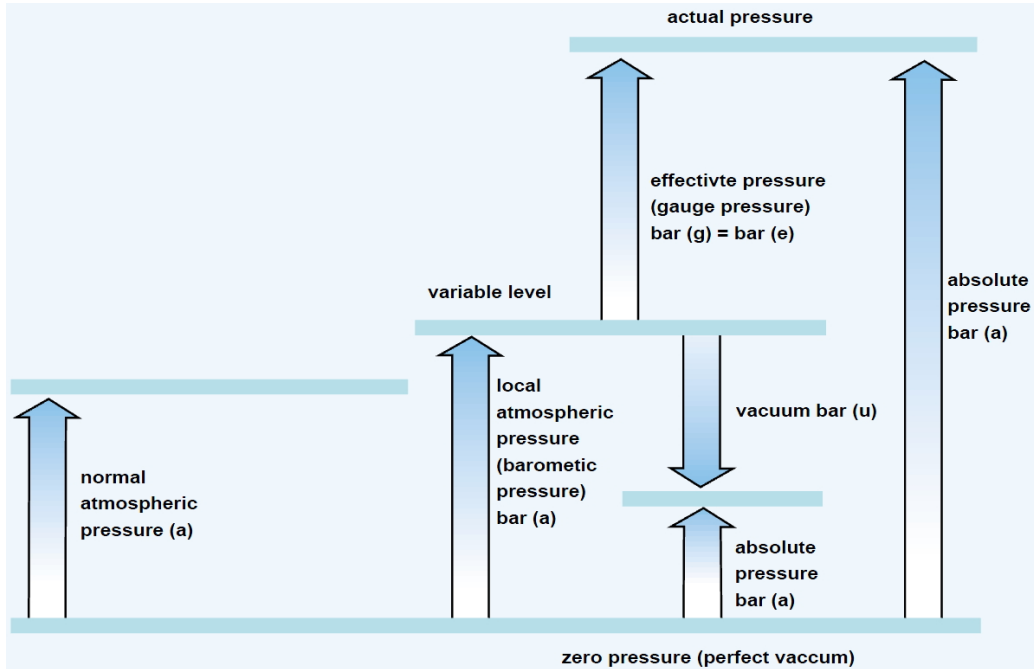 actual pressure
effectivte pressure
(gauge pressure)
bar (g) = bar (e)
variable level
absolute
pressure
bar (a)
local
atmospheric
pressure
(barometic
pressure)
bar (a)
vacuum bar (u)
normal
atmospheric
pressure (a)
absolute
pressure
bar (a)
zero pressure (perfect vaccum)